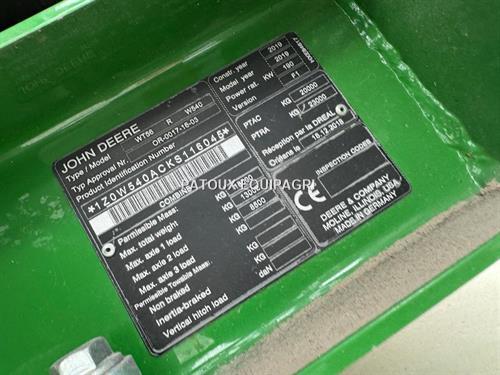 JOHN DEERE
Type / Model WT56 R W540
Type Approval Nr. OR-0017-16-03
Product Identification Number
*1Z0W540ACKS116045*
COMBINE
Permissible Mass:
Max. total weight KG
Max. axle 1 load 13000 KG
Max. axle 2 load 8500 KG
Max. axle 3 load KG
Permissible Towable Mass:
Non braked KG
Inertia-braked KG
Vertical hitch load daN
Constr. year 2019
Model year 2019
Power rat. KW 190
Version F1
PTAC KG 20000
PTRA KG 23000
Réception par la DREAL
Orléans le 18.12.2018
CE
DEERE & COMPANY
MOLINE, ILLINOIS, USA
MADE IN GERMANY
LATOUX EQUIPAGRI